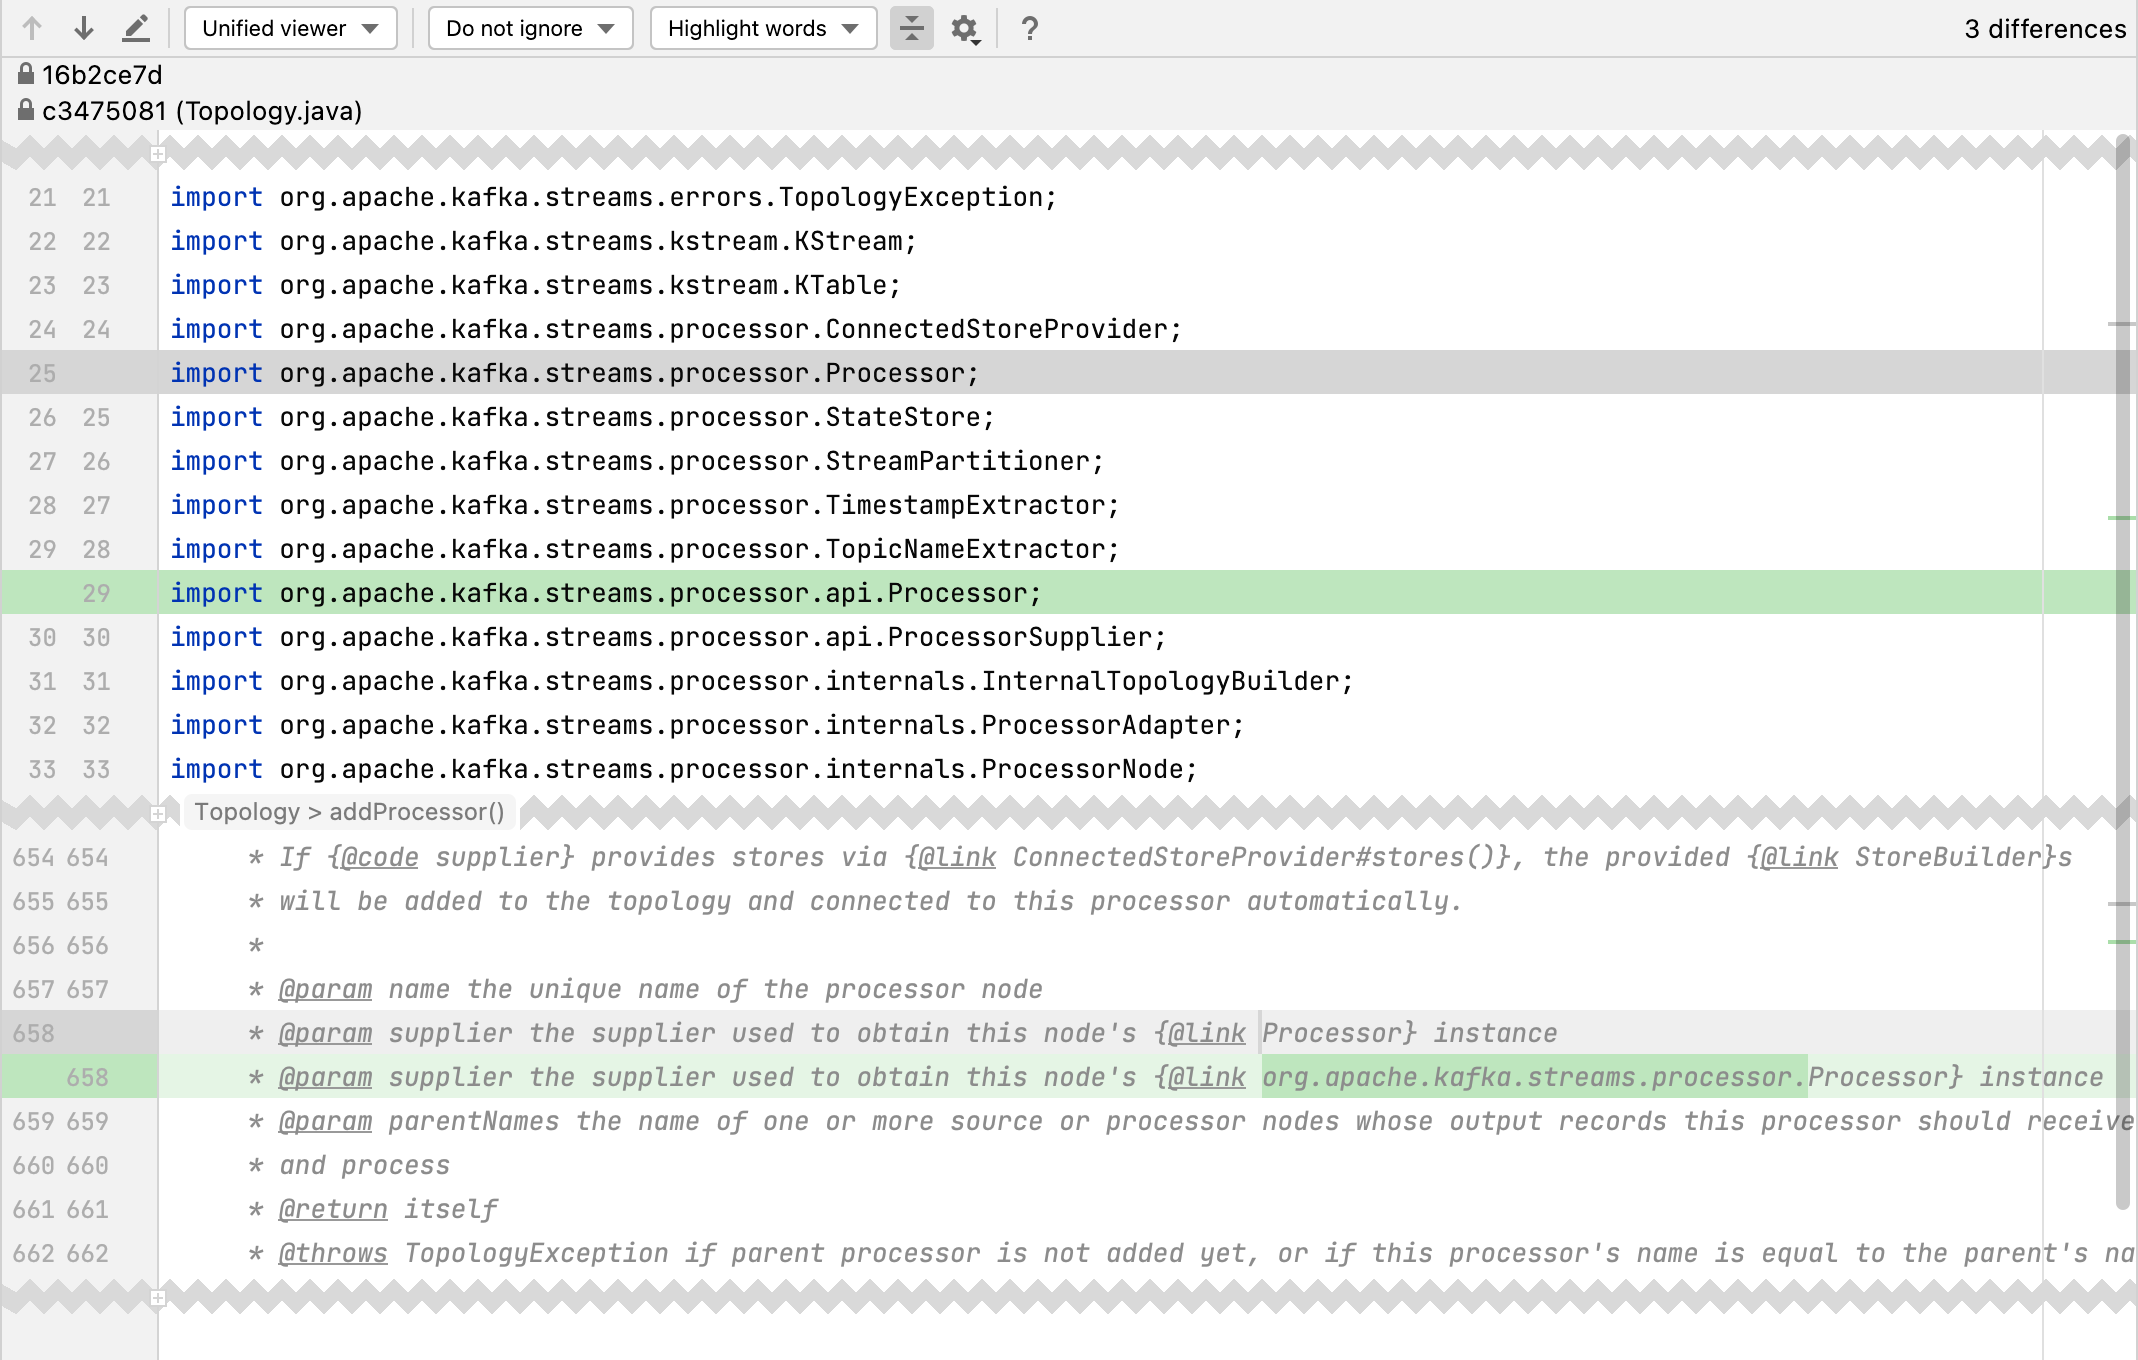 Unified viewer Do not ignore Highlight words ? 3 differences
16b2ce7d
c3475081 (Topology.java)
21 21 import org.apache.kafka.streams.errors.TopologyException;
22 22 import org.apache.kafka.streams.kstream.KStream;
23 23 import org.apache.kafka.streams.kstream.KTable;
24 24 import org.apache.kafka.streams.processor.ConnectedStoreProvider;
25 import org.apache.kafka.streams.processor.Processor;
26 25 import org.apache.kafka.streams.processor.StateStore;
27 26 import org.apache.kafka.streams.processor.StreamPartitioner;
28 27 import org.apache.kafka.streams.processor.TimestampExtractor;
29 28 import org.apache.kafka.streams.processor.TopicNameExtractor;
29 import org.apache.kafka.streams.processor.api.Processor;
30 30 import org.apache.kafka.streams.processor.api.ProcessorSupplier;
31 31 import org.apache.kafka.streams.processor.internals.InternalTopologyBuilder;
32 32 import org.apache.kafka.streams.processor.internals.ProcessorAdapter;
33 33 import org.apache.kafka.streams.processor.internals.ProcessorNode;
Topology > addProcessor()
654 654 * If {@code supplier} provides stores via {@link ConnectedStoreProvider#stores()}, the provided {@link StoreBuilder}s
655 655 * will be added to the topology and connected to this processor automatically.
656 656 *
657 657 * @param name the unique name of the processor node
658 * @param supplier the supplier used to obtain this node's {@link Processor} instance
658 * @param supplier the supplier used to obtain this node's {@link org.apache.kafka.streams.processor.Processor} instance
659 659 * @param parentNames the name of one or more source or processor nodes whose output records this processor should receive
660 660 * and process
661 661 * @return itself
662 662 * @throws TopologyException if parent processor is not added yet, or if this processor's name is equal to the parent's na